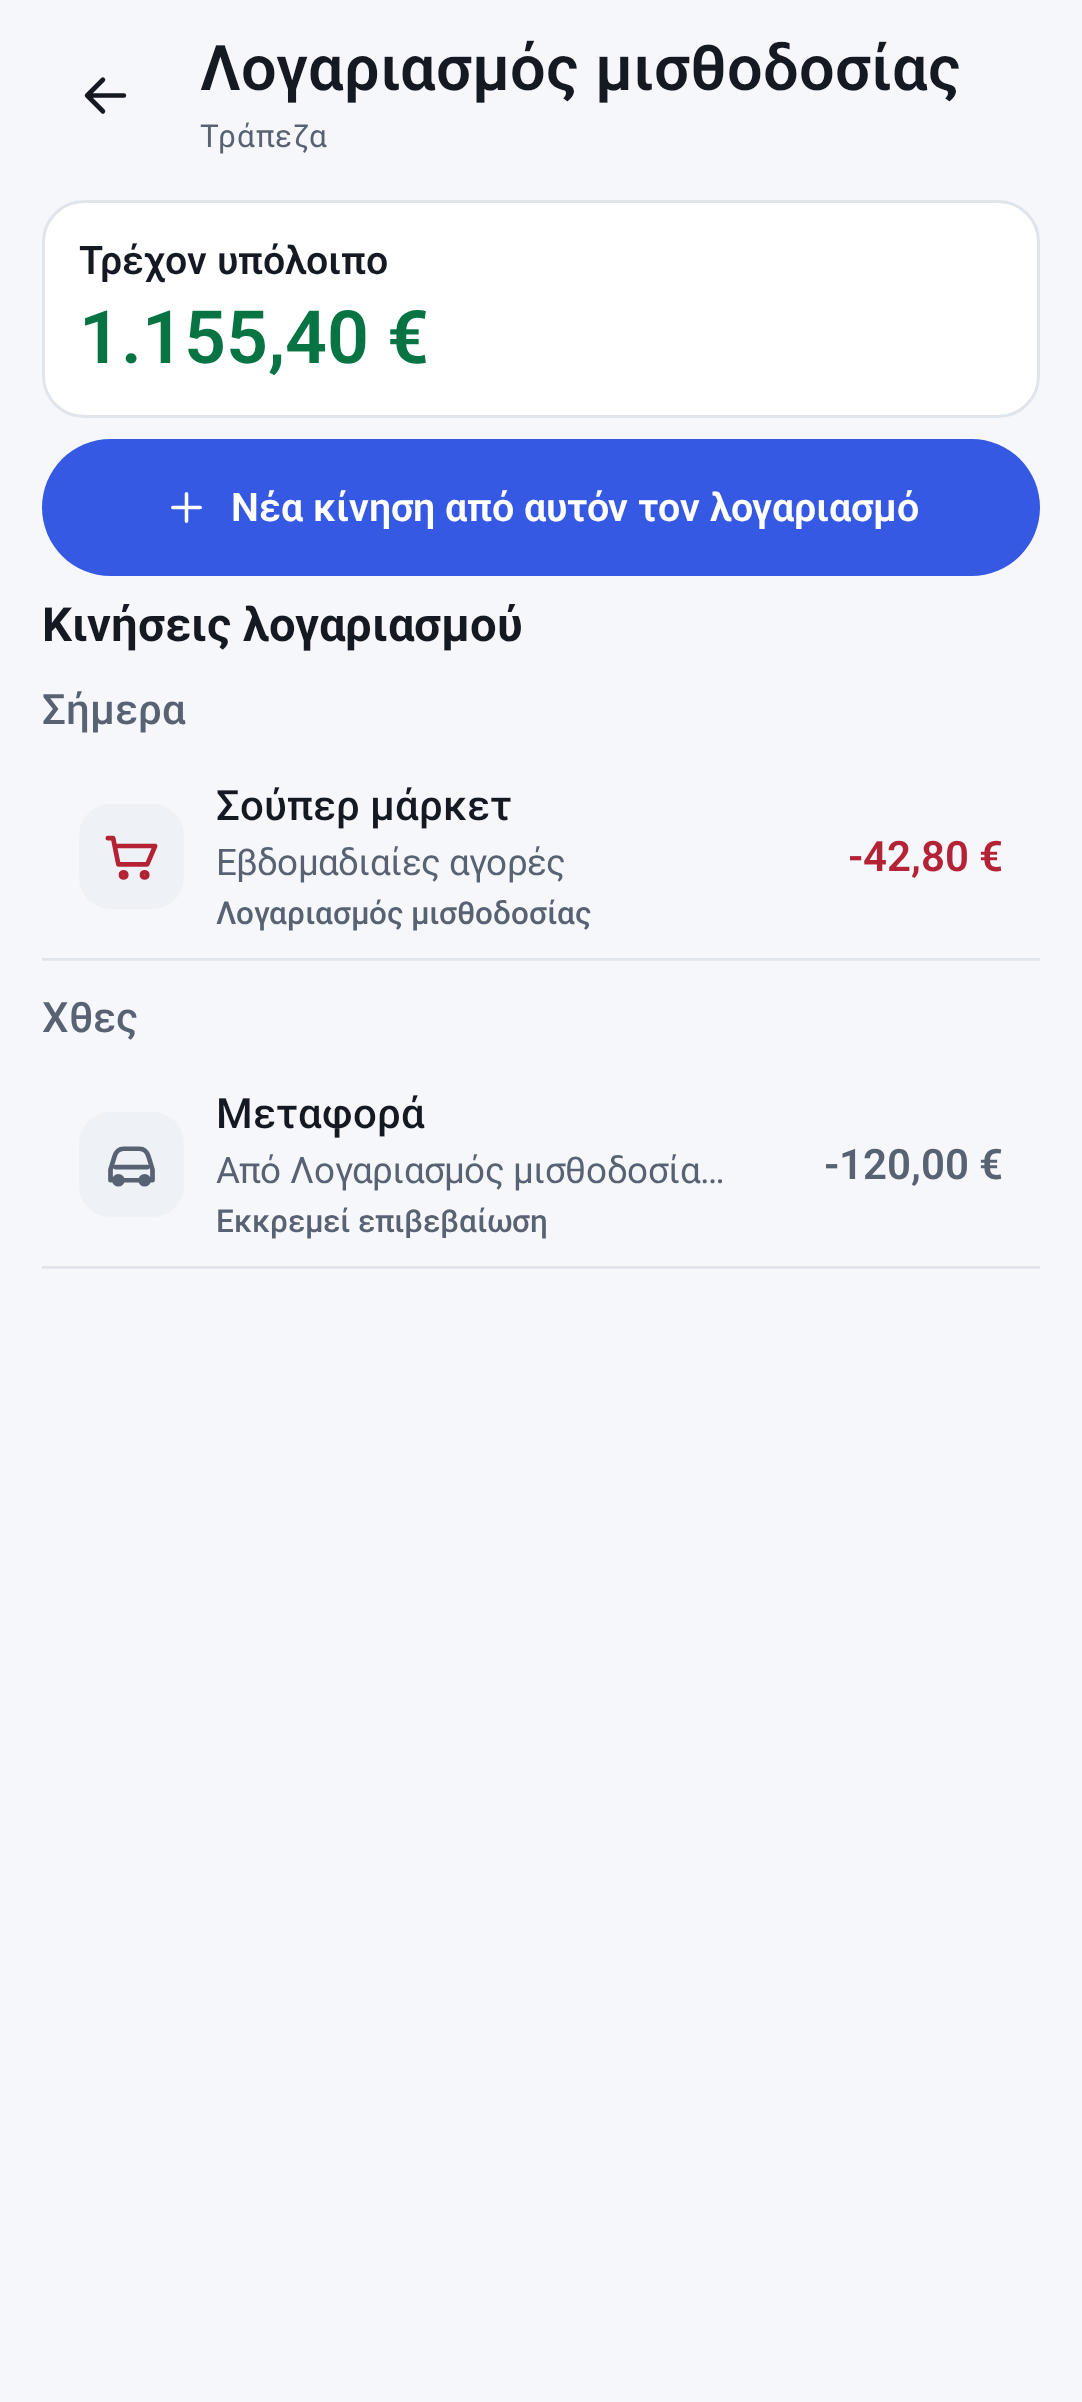 Λογαριασμός μισθοδοσίας
Τράπεζα
Τρέχον υπόλοιπο
1.155,40 €
Νέα κίνηση από αυτόν τον λογαριασμό
Κινήσεις λογαριασμού
Σήμερα
Σούπερ μάρκετ
Εβδομαδιαίες αγορές
-42,80 €
Λογαριασμός μισθοδοσίας
Χθες
Μεταφορά
Από Λογαριασμός μισθοδοσία...
-120,00 €
Εκκρεμεί επιβεβαίωση